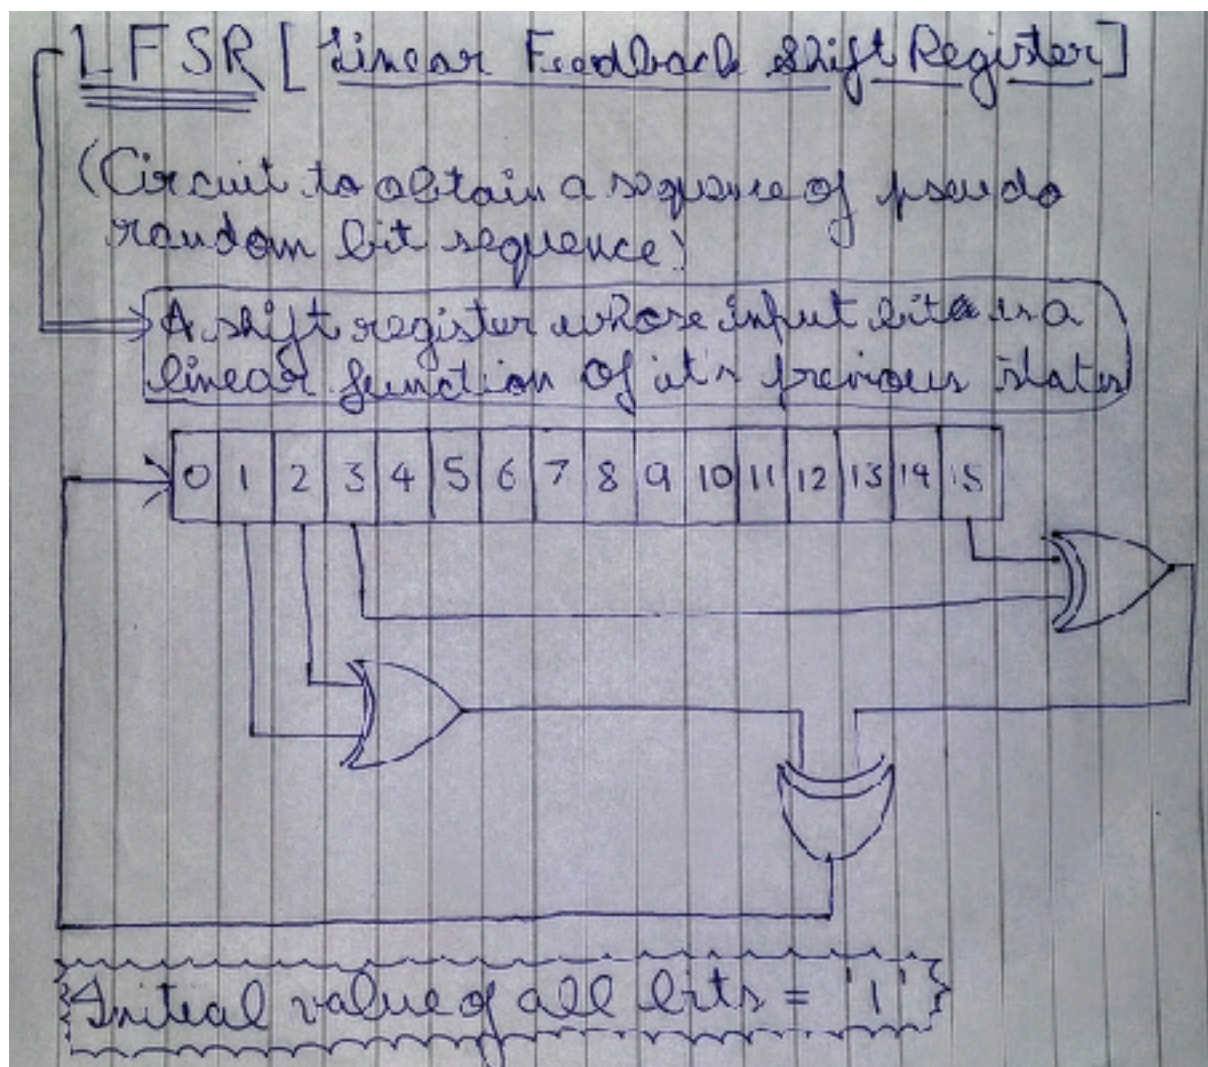 LFSR [Linear Feedback Shift Register]
(Circuit to obtain a sequence of pseudo
random bit sequence)
A shift register whose input bit is a
linear function of it's previous states
0 1 2 3 4 5 6 7 8 9 10 11 12 13 14 15
Initial value of all bits = '1'